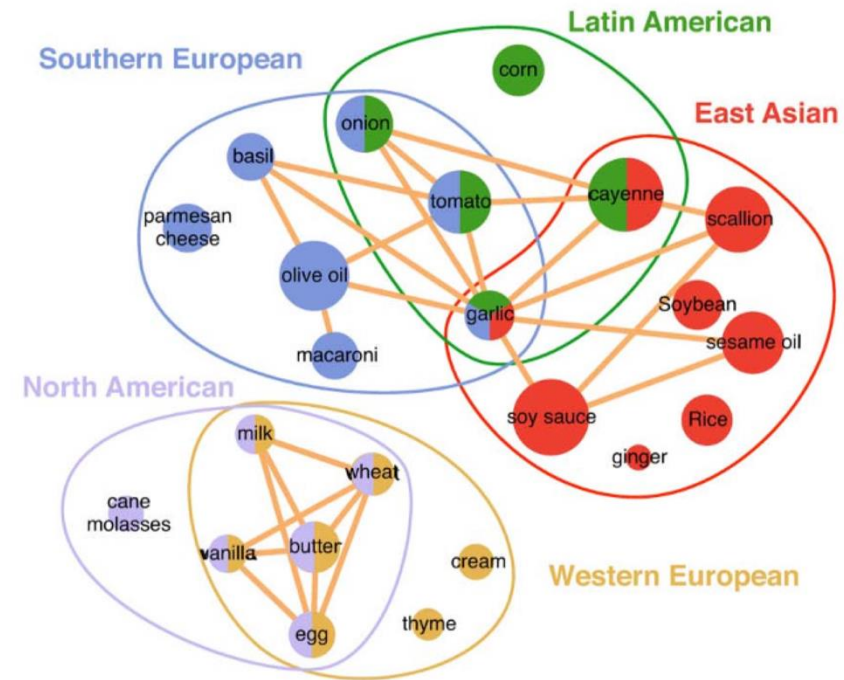 Latin American
Southern European
corn
East Asian
onion
basil
cayenne
tomato
scallion
parmesan
cheese
olive oil
Soybean
garlic
sesame oil
macaroni
North American
soy sauce
Rice
milk
ginger
wheat
cane
molasses
vanilla
butter
cream
Western European
thyme
egg